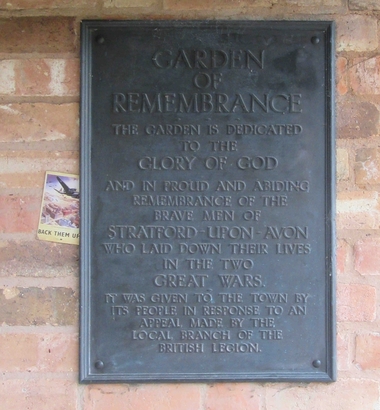 GARDEN
OF
REMEMBRANCE
THE GARDEN IS DEDICATED
TO THE
GLORY OF GOD
AND IN PROUD AND ABIDING
REMEMBRANCE OF THE
BRAVE MEN OF
STRATFORD-UPON-AVON
WHO LAID DOWN THEIR LIVES
IN THE TWO
GREAT WARS.
IT WAS GIVEN TO THE TOWN BY
ITS PEOPLE IN RESPONSE TO AN
APPEAL MADE BY THE
LOCAL BRANCH OF THE
BRITISH LEGION.
BACK THEM UP